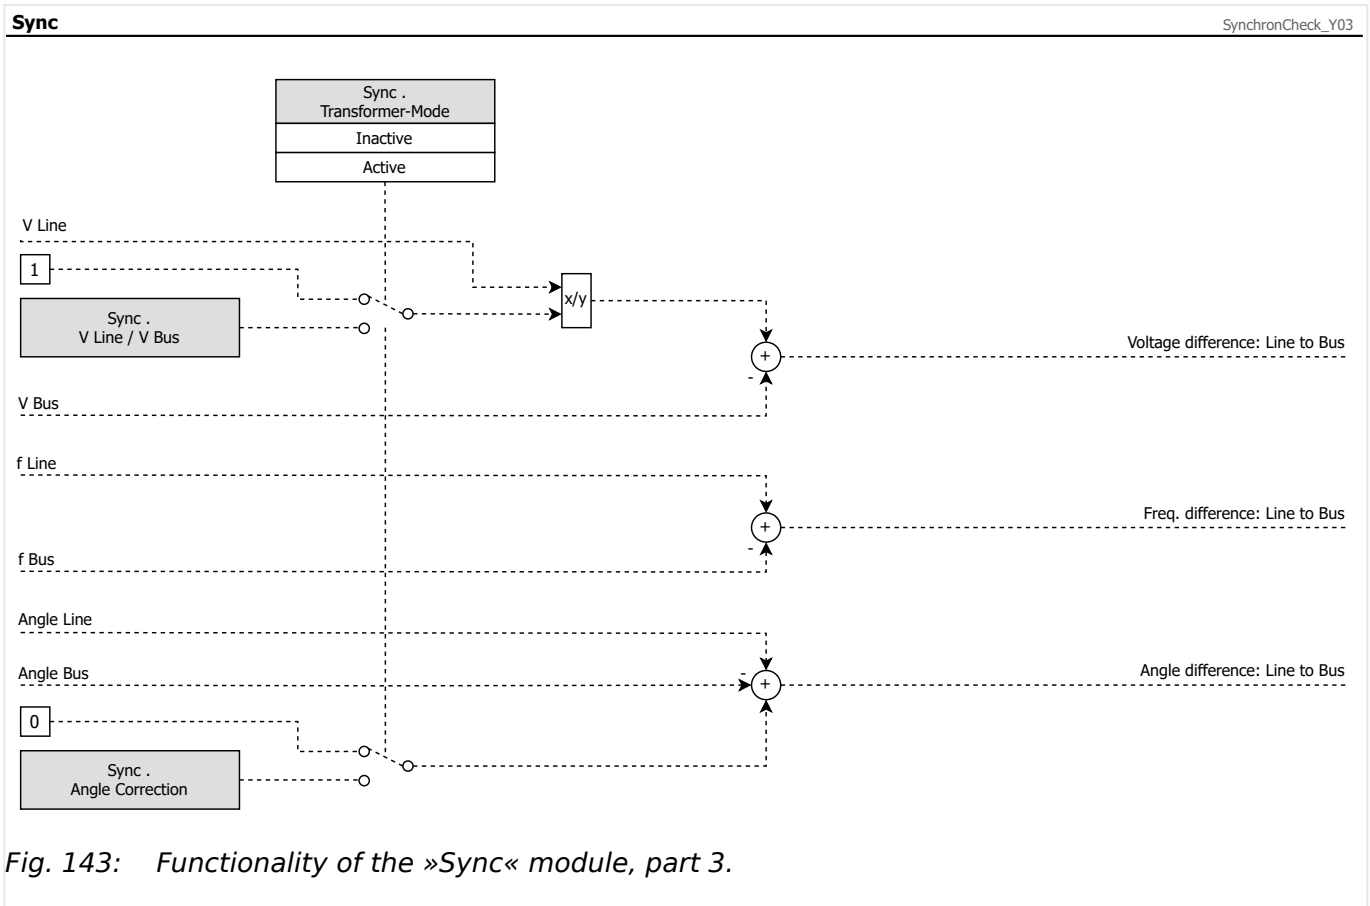 Sync
SynchronCheck_Y03
Sync .
Transformer-Mode
Inactive
Active
V Line
1
Sync .
V Line / V Bus
x/y
+
-
Voltage difference: Line to Bus
V Bus
f Line
+
-
Freq. difference: Line to Bus
f Bus
Angle Line
Angle Bus
-
+
Angle difference: Line to Bus
0
Sync .
Angle Correction
Fig. 143: Functionality of the »Sync« module, part 3.